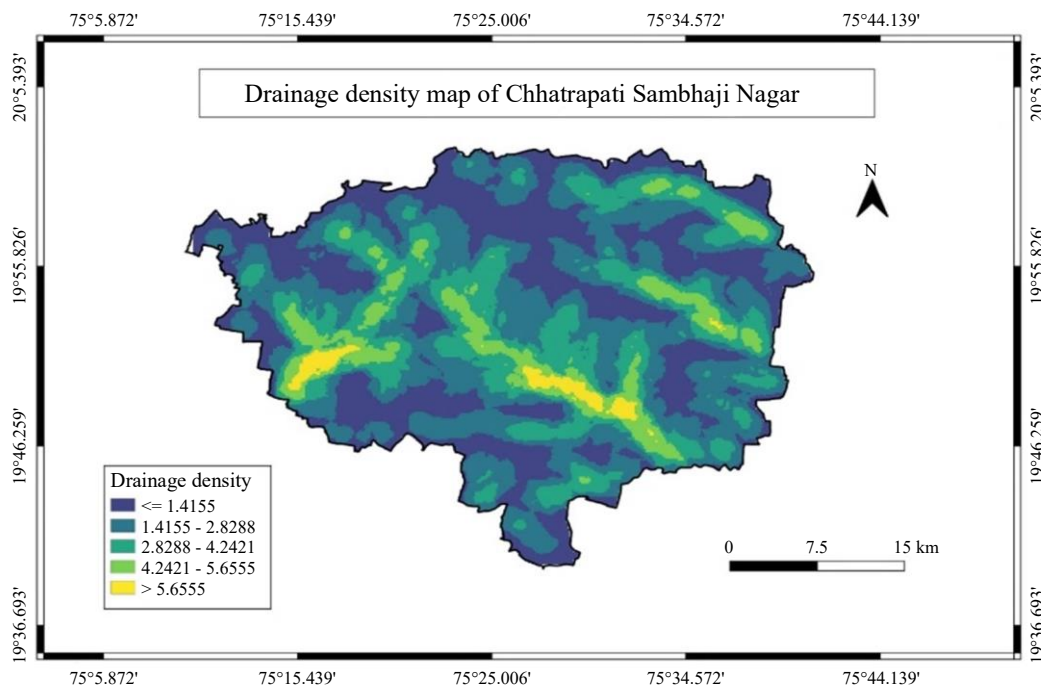 75°5.872' 75°15.439' 75°25.006' 75°34.572' 75°44.139'
20°5.393' 20°5.393'
Drainage density map of Chhatrapati Sambhaji Nagar
N
19°55.826' 19°55.826'
19°46.259' 19°46.259'
Drainage density
<= 1.4155
1.4155 - 2.8288
2.8288 - 4.2421
4.2421 - 5.6555
> 5.6555
0 7.5 15 km
19°36.693' 19°36.693'
75°5.872' 75°15.439' 75°25.006' 75°34.572' 75°44.139'